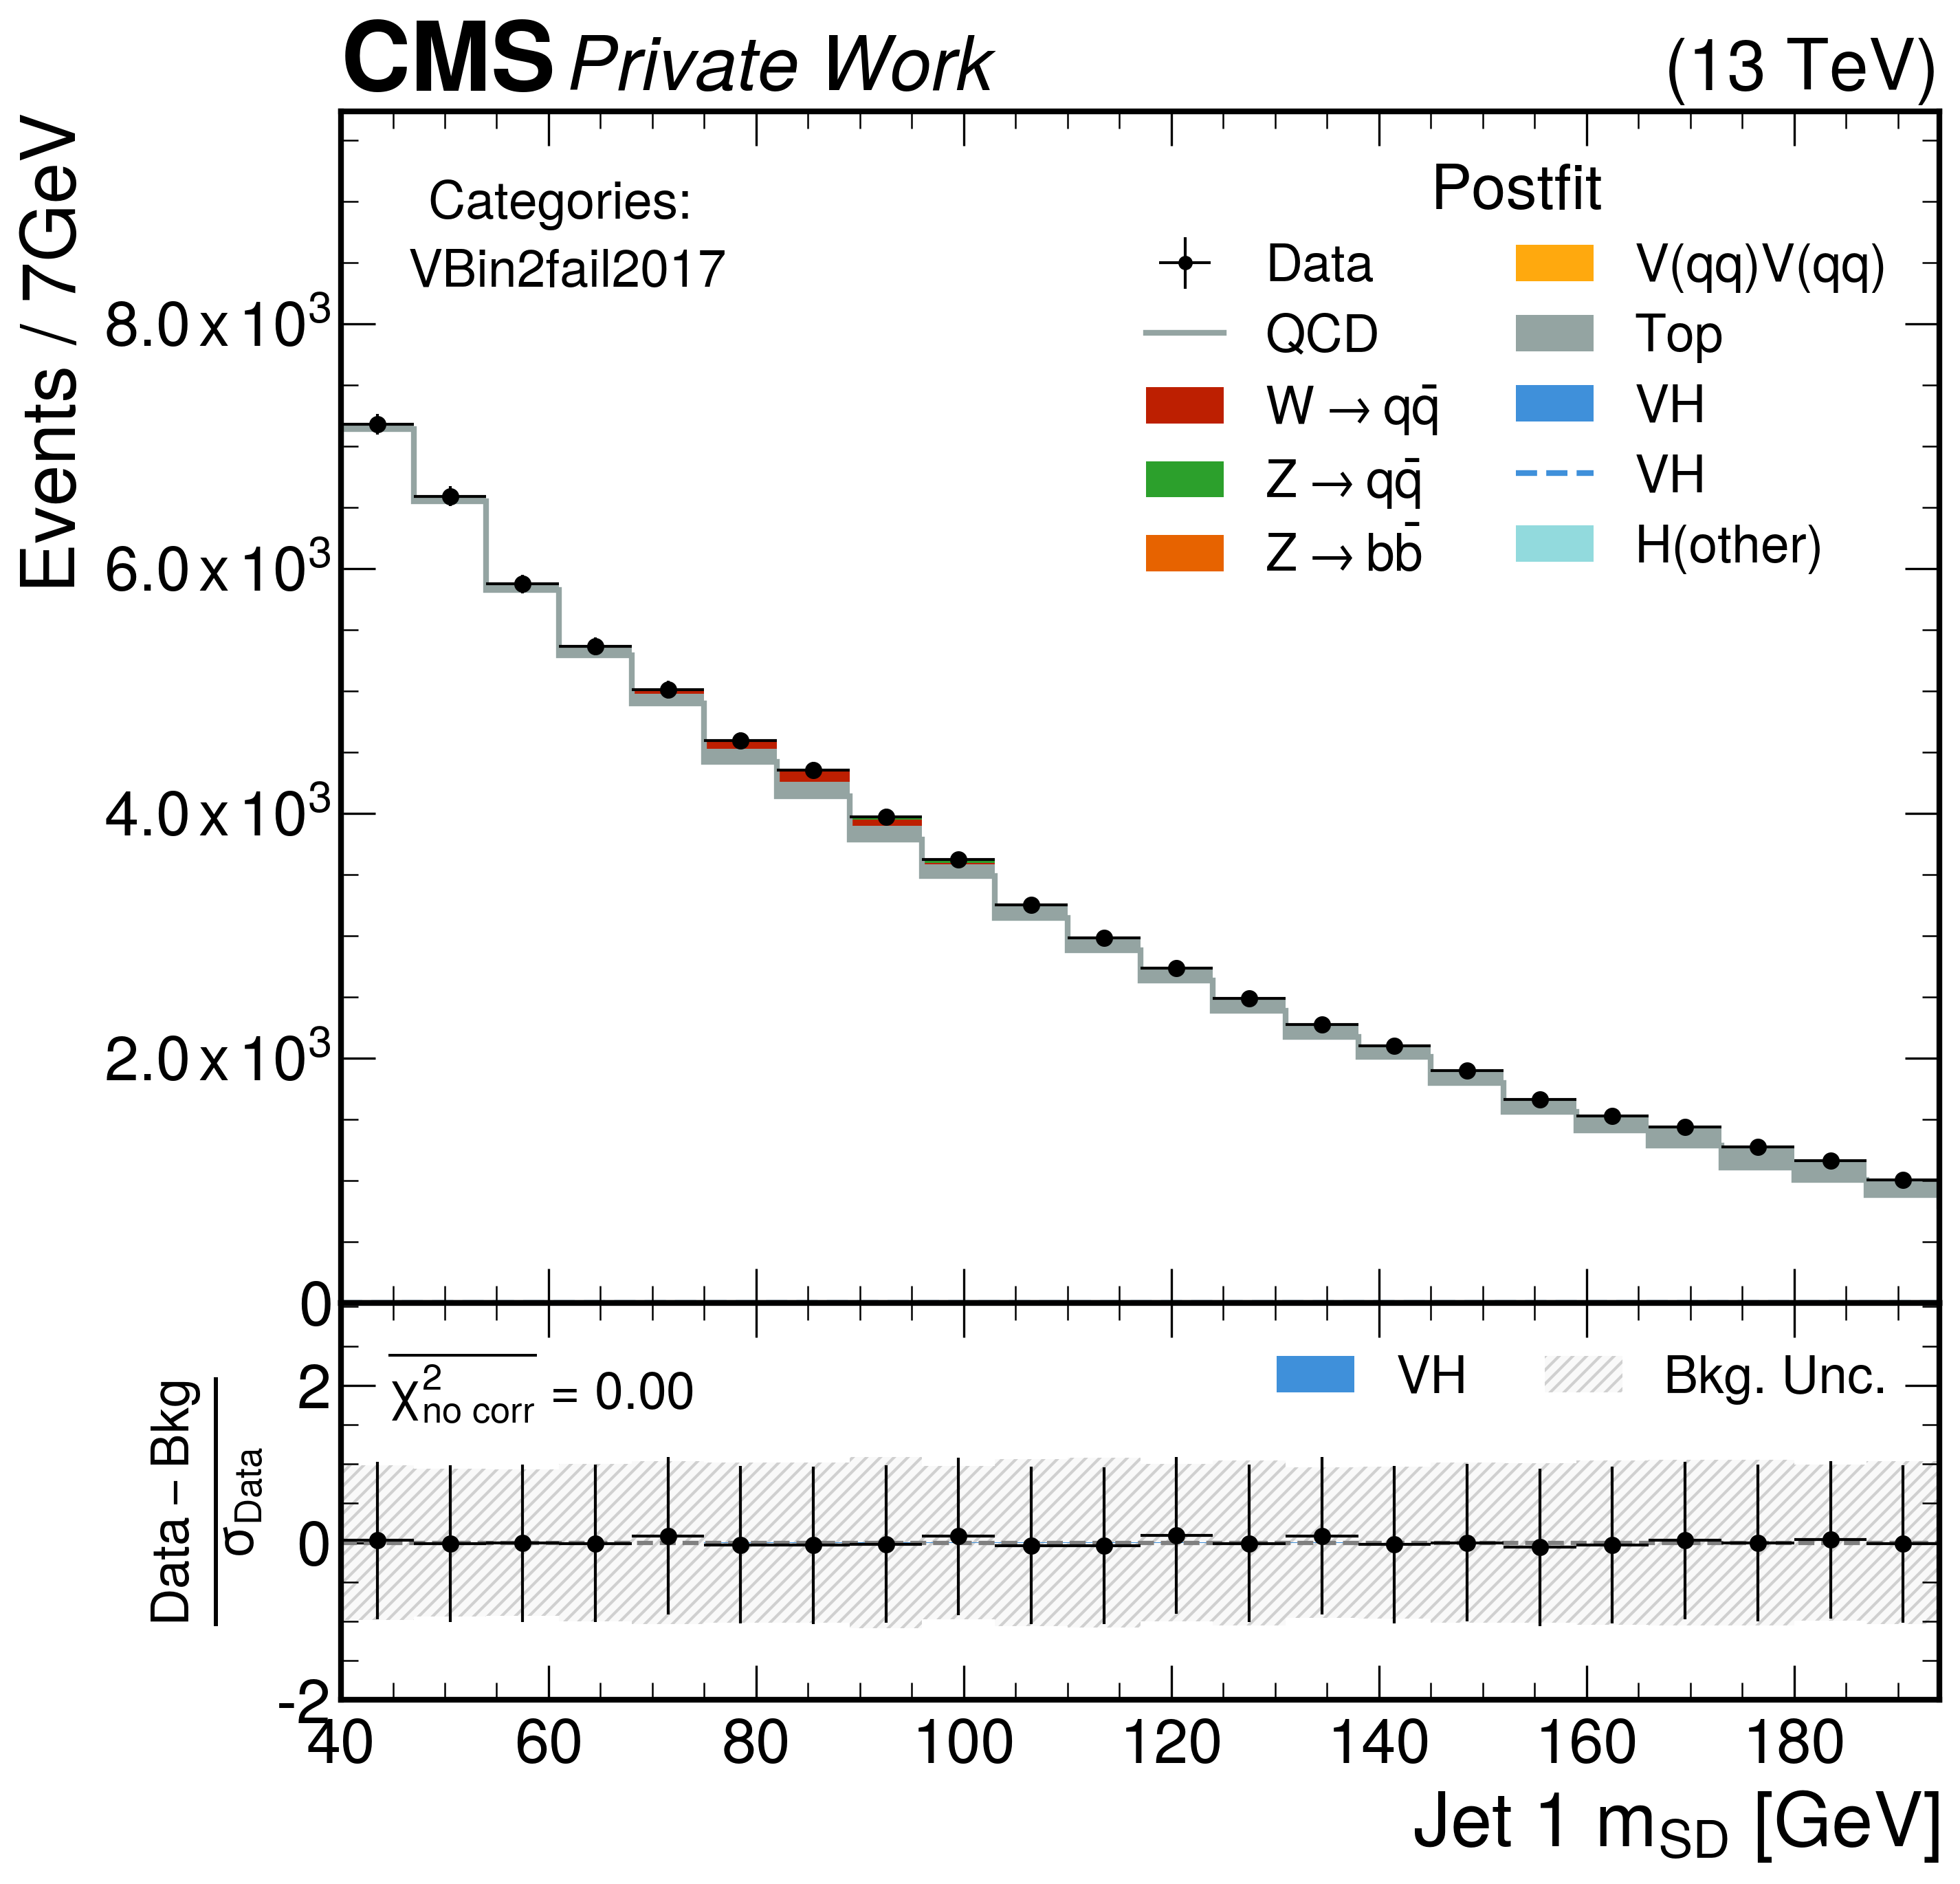 CMS Private Work (13 TeV)
Events / 7GeV
Categories:
VBin2fail2017
Postfit
Data
QCD
W → qq̄
Z → qq̄
Z → bb̄
V(qq)V(qq)
Top
VH
VH
H(other)
8.0 x 10³
6.0 x 10³
4.0 x 10³
2.0 x 10³
0
Data − Bkg
σData
χ²no corr = 0.00
VH
Bkg. Unc.
2
0
-2
40 60 80 100 120 140 160 180
Jet 1 mSD [GeV]